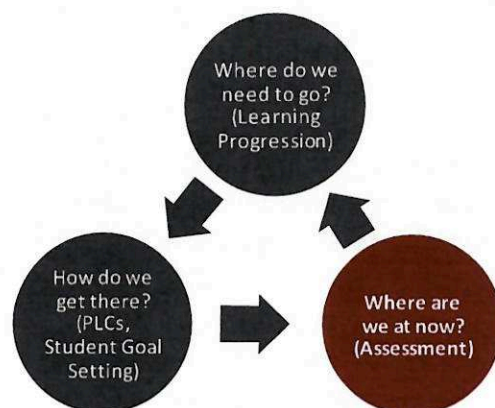 Where do we
need to go?
(Learning
Progression)
How do we
get there?
(PLCs,
Student Goal
Setting)
Where are
we at now?
(Assessment)